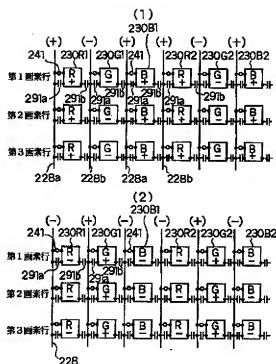 (1)
230B1
(+) (-) (+) (+) (-) (+)
241 230R1 230G1 241 230R2 230G2 230B2
第1画素行 R + G - B + R + G - B +
291a 291b 291a 291b 291a 291b 291a 291b
第2画素行 R + G - B + R + G - B +
第3画素行 R + G - B + R + G - B +
228a 228b 228a 228b
(2)
(-) (+) (-) 230B1 (-) (+) (-)
241 230R1 230G1 241 230R2 230G2 230B2
第1画素行 R - G + B - R - G + B -
291a 291b 291a 291b
第2画素行 R - G + B - R - G + B -
第3画素行 R - G + B - R - G + B -
228